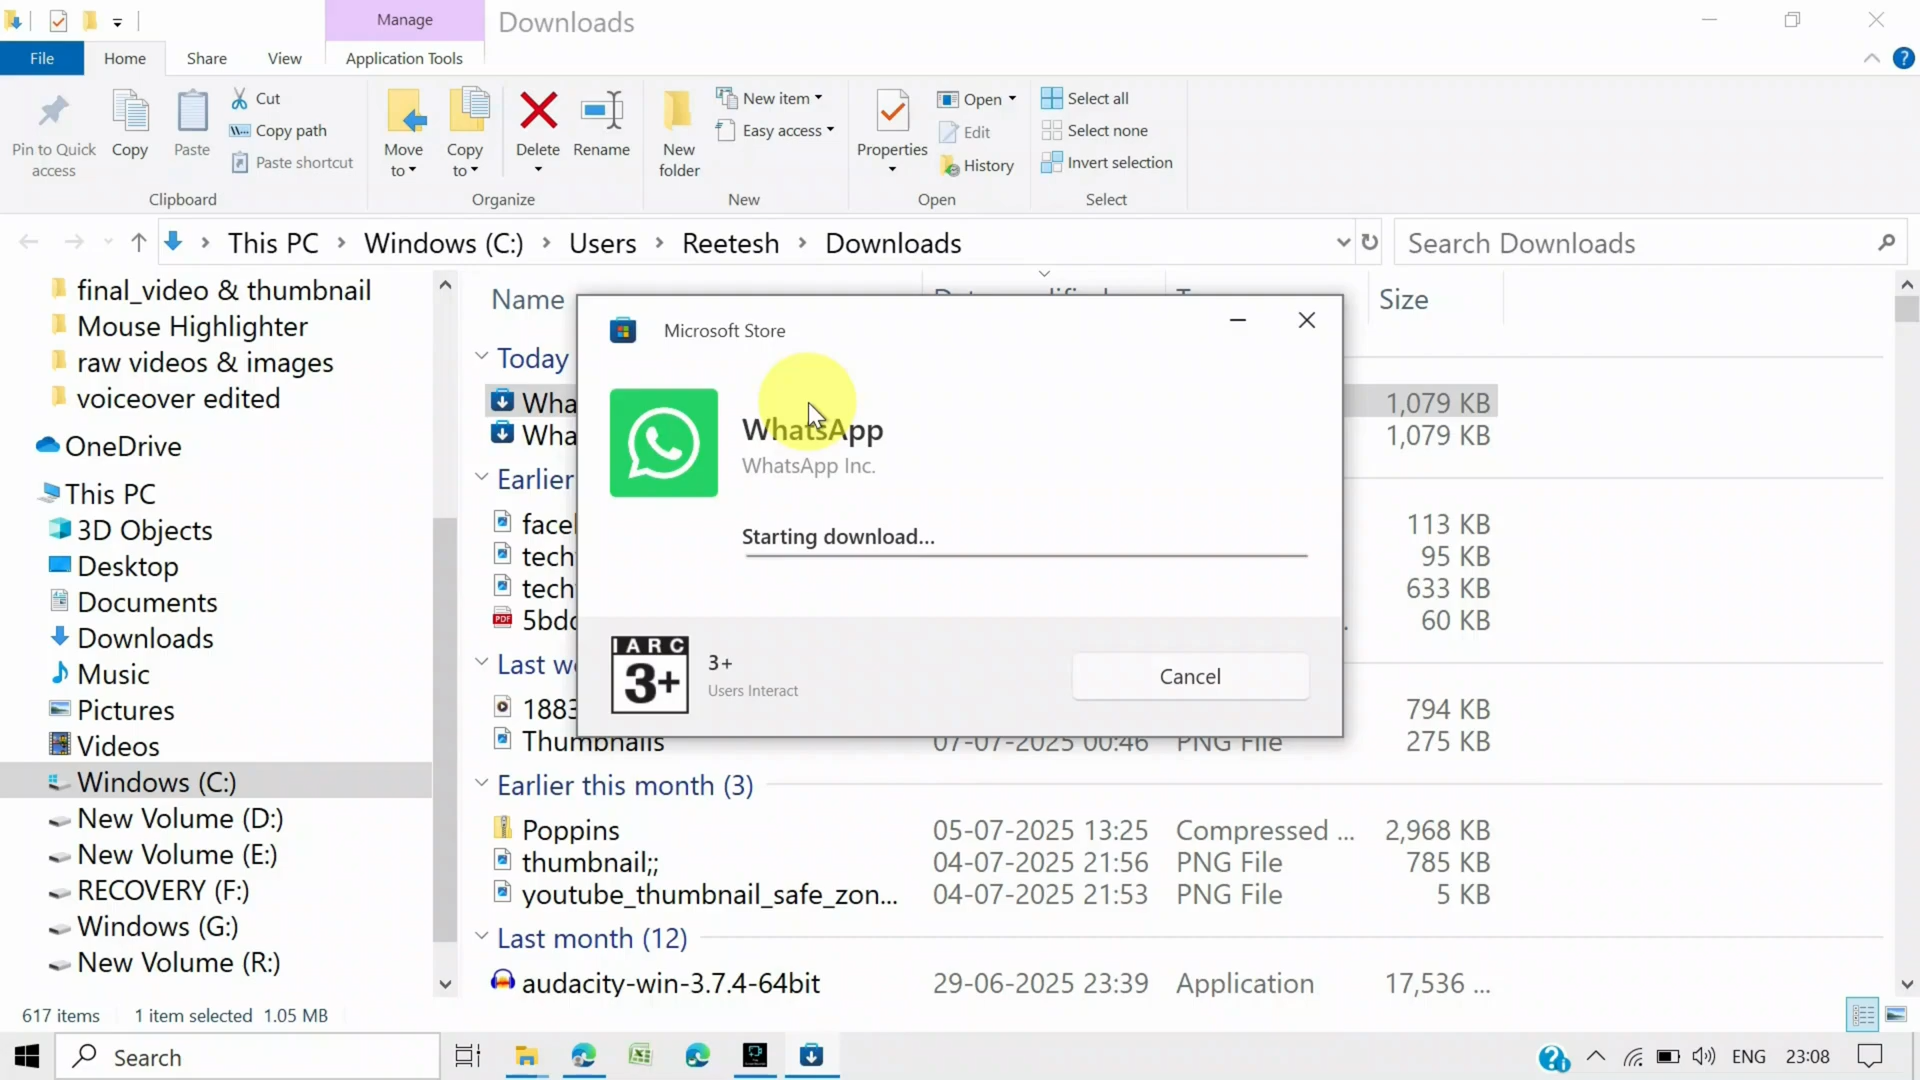 Manage
Downloads
File
Home
Share
View
Application Tools
Pin to Quick
access
Copy
Paste
Cut
Copy path
Paste shortcut
Clipboard
Move
to
Copy
to
Delete
Rename
Organize
New
folder
New item
Easy access
New
Properties
Open
Edit
History
Open
Select all
Select none
Invert selection
Select
This PC > Windows (C:) > Users > Reetesh > Downloads
Search Downloads
final_video & thumbnail
Mouse Highlighter
raw videos & images
voiceover edited
OneDrive
This PC
3D Objects
Desktop
Documents
Downloads
Music
Pictures
Videos
Windows (C:)
New Volume (D:)
New Volume (E:)
RECOVERY (F:)
Windows (G:)
New Volume (R:)
Name
Size
Today
Wha 1,079 KB
Wha 1,079 KB
Earlier
113 KB
tech 95 KB
tech 633 KB
60 KB
Last w
1883 794 KB
Thumbnails 07-07-2025 00:46 PNG File 275 KB
Earlier this month (3)
Poppins 05-07-2025 13:25 Compressed ... 2,968 KB
thumbnail;; 04-07-2025 21:56 PNG File 785 KB
youtube_thumbnail_safe_zon... 04-07-2025 21:53 PNG File 5 KB
Last month (12)
audacity-win-3.7.4-64bit 29-06-2025 23:39 Application 17,536 ...
Microsoft Store
WhatsApp
WhatsApp Inc.
Starting download...
IARC
3+
3+
Users Interact
Cancel
617 items 1 item selected 1.05 MB
Search
ENG
23:08